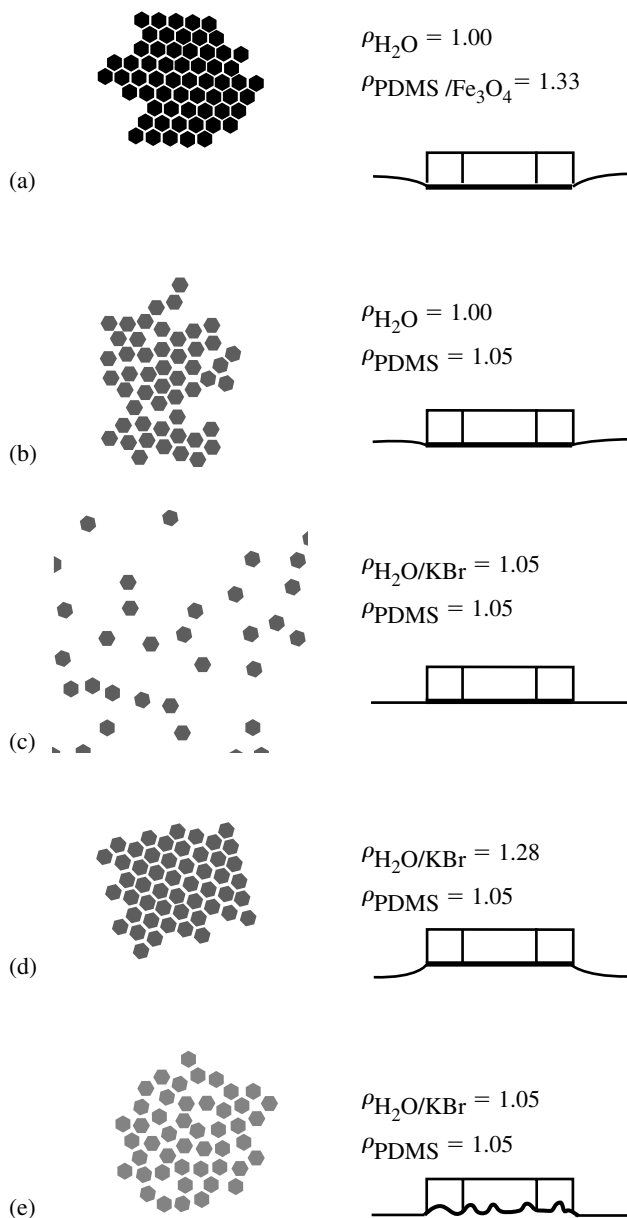 ρH₂O = 1.00
ρPDMS /Fe₃O₄ = 1.33
(a)
ρH₂O = 1.00
ρPDMS = 1.05
(b)
ρH₂O/KBr = 1.05
ρPDMS = 1.05
(c)
ρH₂O/KBr = 1.28
ρPDMS = 1.05
(d)
ρH₂O/KBr = 1.05
ρPDMS = 1.05
(e)